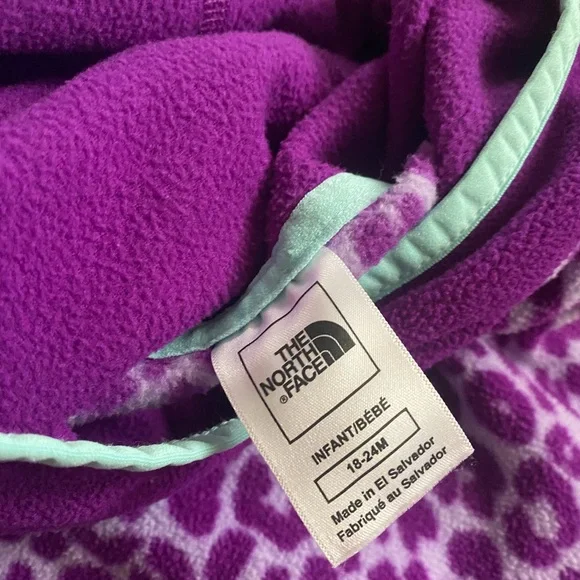 THE
NORTH
FACE®
INFANT/BÉBÉ
18-24M
Made in El Salvador
Fabriqué au Salvador